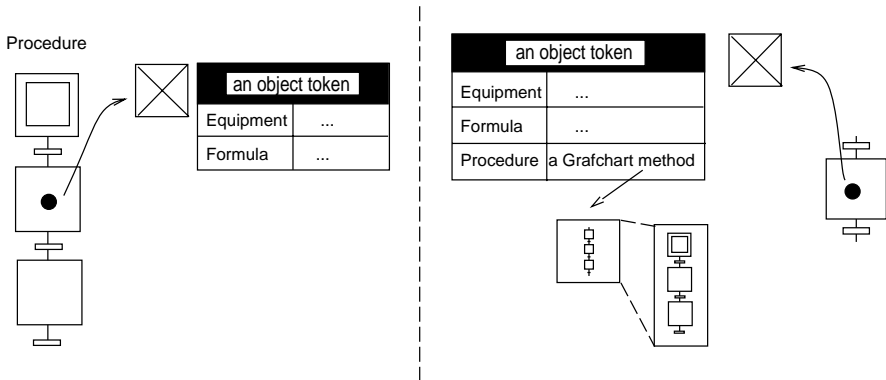 Procedure
an object token
Equipment ...
Formula ...
an object token
Equipment ...
Formula ...
Procedure a Grafchart method